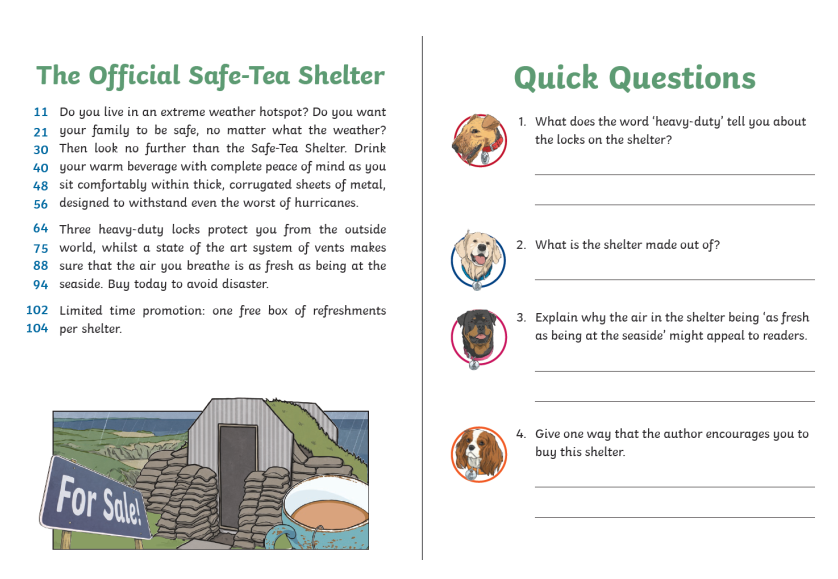 The Official Safe-Tea Shelter
11 Do you live in an extreme weather hotspot? Do you want
21 your family to be safe, no matter what the weather?
30 Then look no further than the Safe-Tea Shelter. Drink
40 your warm beverage with complete peace of mind as you
48 sit comfortably within thick, corrugated sheets of metal,
56 designed to withstand even the worst of hurricanes.
64 Three heavy-duty locks protect you from the outside
75 world, whilst a state of the art system of vents makes
88 sure that the air you breathe is as fresh as being at the
94 seaside. Buy today to avoid disaster.
102 Limited time promotion: one free box of refreshments
104 per shelter.
For Sale!
Quick Questions
1. What does the word ‘heavy-duty’ tell you about
the locks on the shelter?
2. What is the shelter made out of?
3. Explain why the air in the shelter being ‘as fresh
as being at the seaside’ might appeal to readers.
4. Give one way that the author encourages you to
buy this shelter.